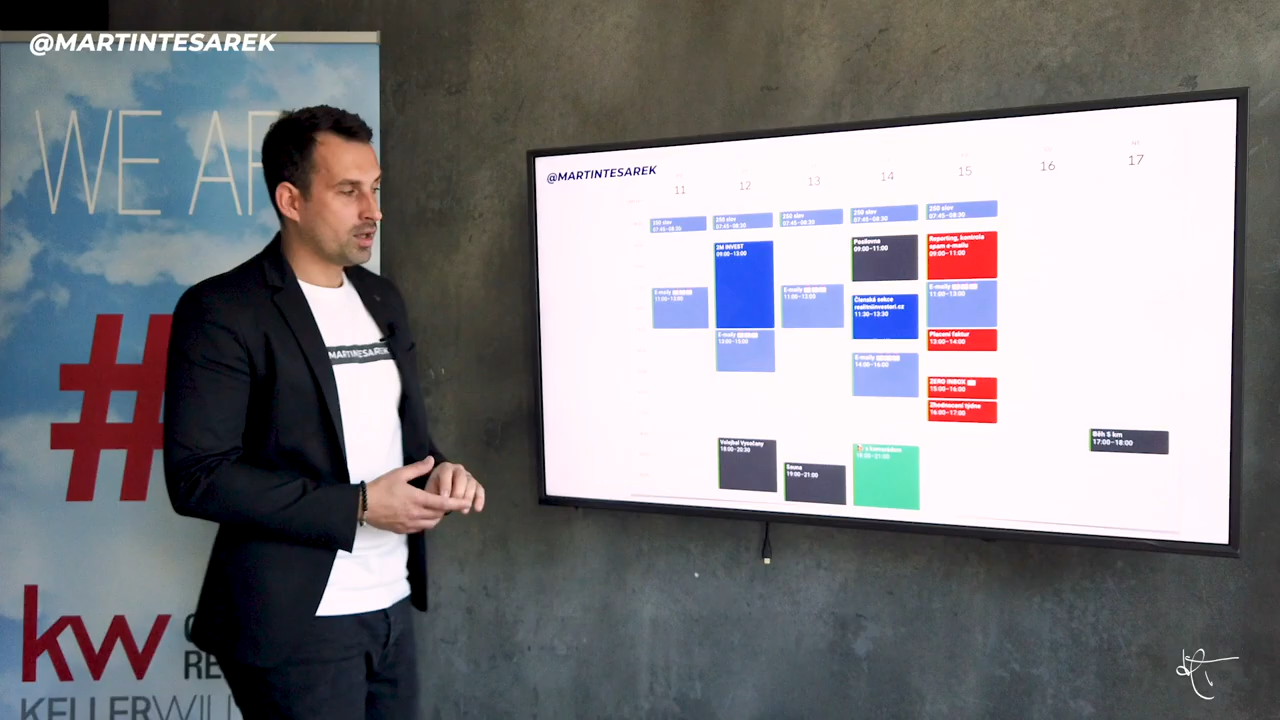 @MARTINTESAREK
WE AR
#
kw
RE
KELLERWILL
MARTINTESAREK
@MARTINTESAREK
11
12
13
14
15
16
17
250 slov
07:45–08:30
250 slov
07:45–08:30
250 slov
07:45–08:30
250 slov
07:45–08:30
250 slov
07:45–08:30
2M INVEST
09:00–13:00
Posilovna
09:00–11:00
Reporting, kontrola
spam e-mailu
09:00–11:00
E-maily
11:00–13:00
E-maily
11:00–13:00
Členská sekce
realitniinvestori.cz
11:30–13:30
E-maily
11:00–13:00
E-maily
13:00–15:00
Placení faktur
13:00–14:00
E-maily
14:00–16:00
ZERO INBOX
15:00–16:00
Zhodnocení týdne
16:00–17:00
Volejbal Vysočany
18:00–20:30
Sauna
19:00–21:00
s kamarádem
18:00–21:00
Běh 5 km
17:00–18:00